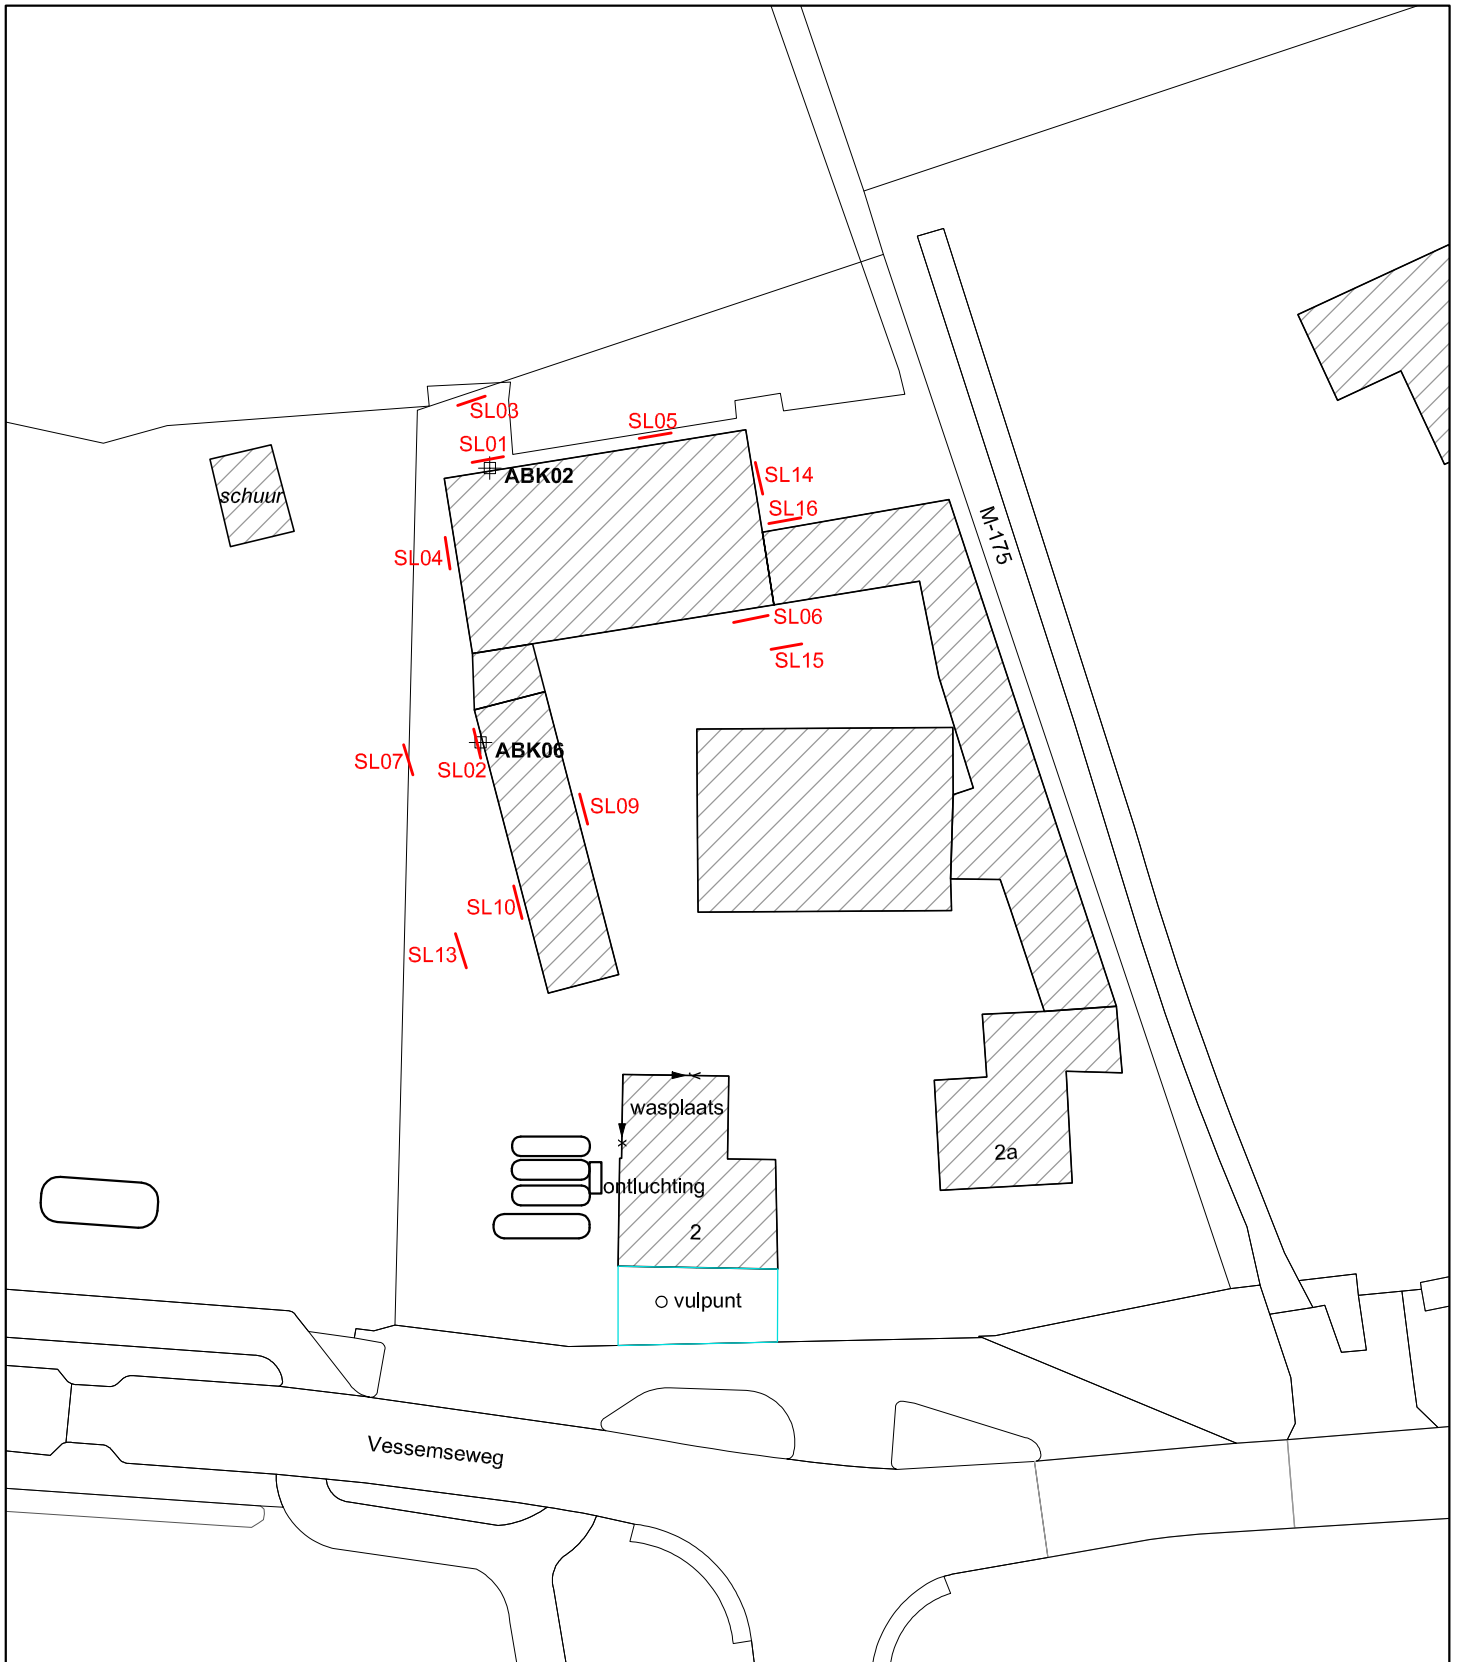 SL03
SL05
SL01
ABK02
SL14
schuur
SL16
M-175
SL04
SL06
SL15
ABK06
SL07
SL02
SL09
SL10
SL13
wasplaats
2a
ontluchting
2
vulpunt
Vessemseweg